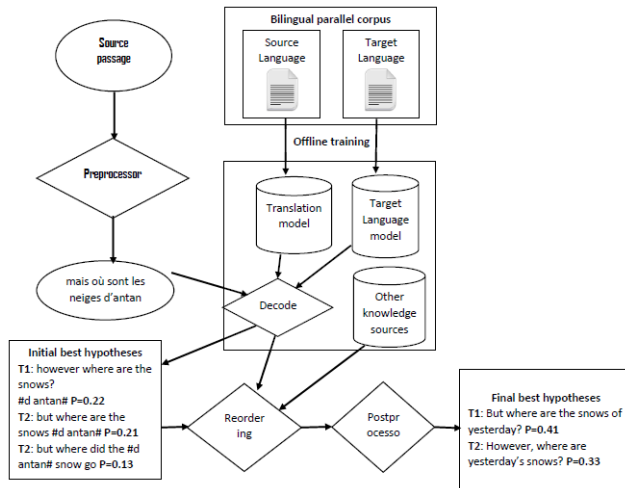 Source
passage
Bilingual parallel corpus
Source
Language
Target
Language
Offline training
Preprocessor
Translation
model
Target
Language
model
mais où sont les
neiges d’antan
Decode
Other
knowledge
sources
Initial best hypotheses
T1: however where are the
snows?
#d antan# P=0.22
T2: but where are the
snows #d antan# P=0.21
T2: but where did the #d
antan# snow go P=0.13
Reorder
ing
Postpr
ocesso
Final best hypotheses
T1: But where are the snows of
yesterday? P=0.41
T2: However, where are
yesterday’s snows? P=0.33